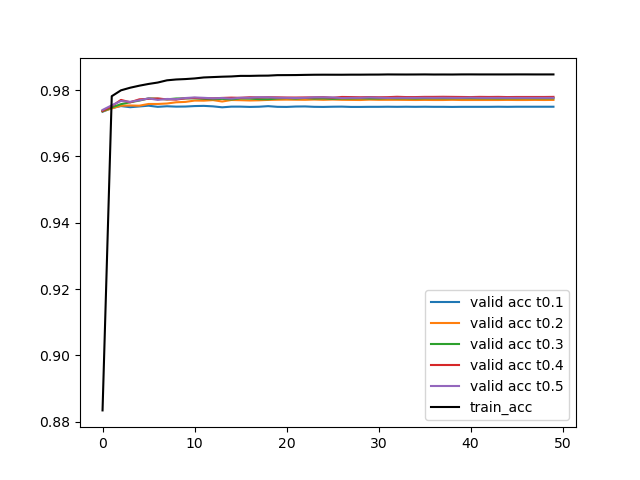 0.98
0.96
0.94
0.92
0.90
0.88
0
10
20
30
40
50
valid acc t0.1
valid acc t0.2
valid acc t0.3
valid acc t0.4
valid acc t0.5
train_acc